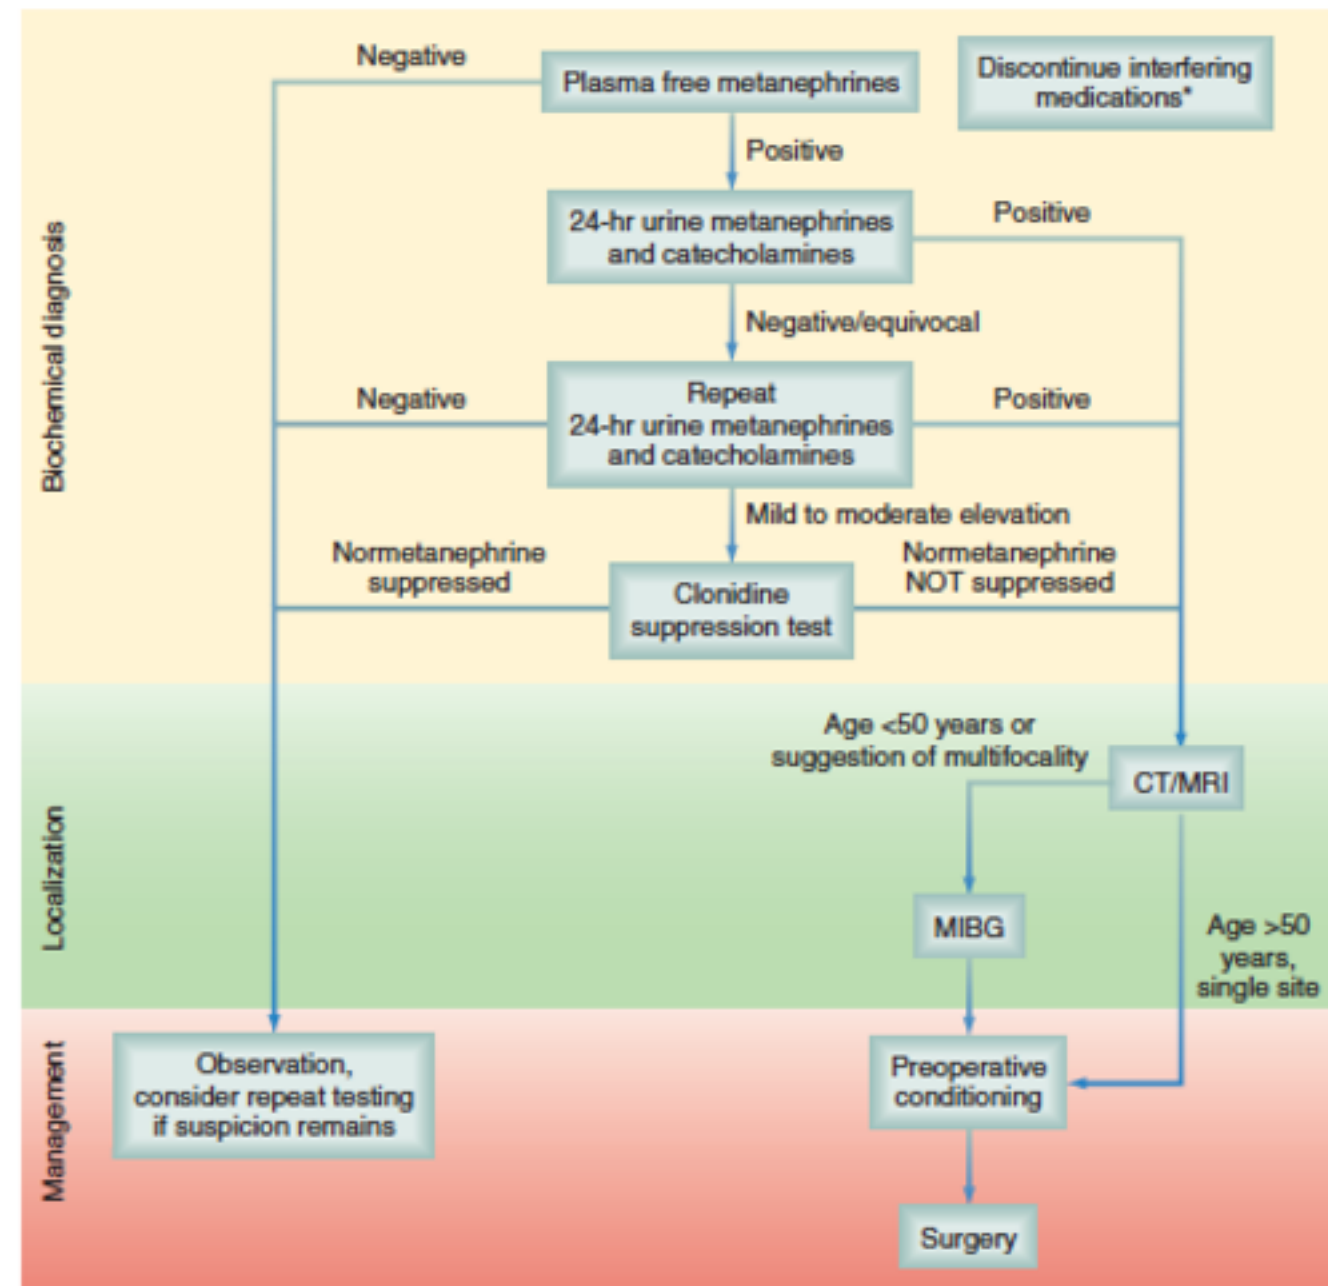 Negative
Plasma free metanephrines
Discontinue interfering
medications*
Positive
24-hr urine metanephrines
and catecholamines
Positive
Negative/equivocal
Biochemical diagnosis
Negative
Repeat
24-hr urine metanephrines
and catecholamines
Positive
Mild to moderate elevation
Normetanephrine
suppressed
Clonidine
suppression test
Normetanephrine
NOT suppressed
Localization
Age <50 years or
suggestion of multifocality
CT/MRI
MIBG
Age >50
years,
single site
Management
Observation,
consider repeat testing
if suspicion remains
Preoperative
conditioning
Surgery